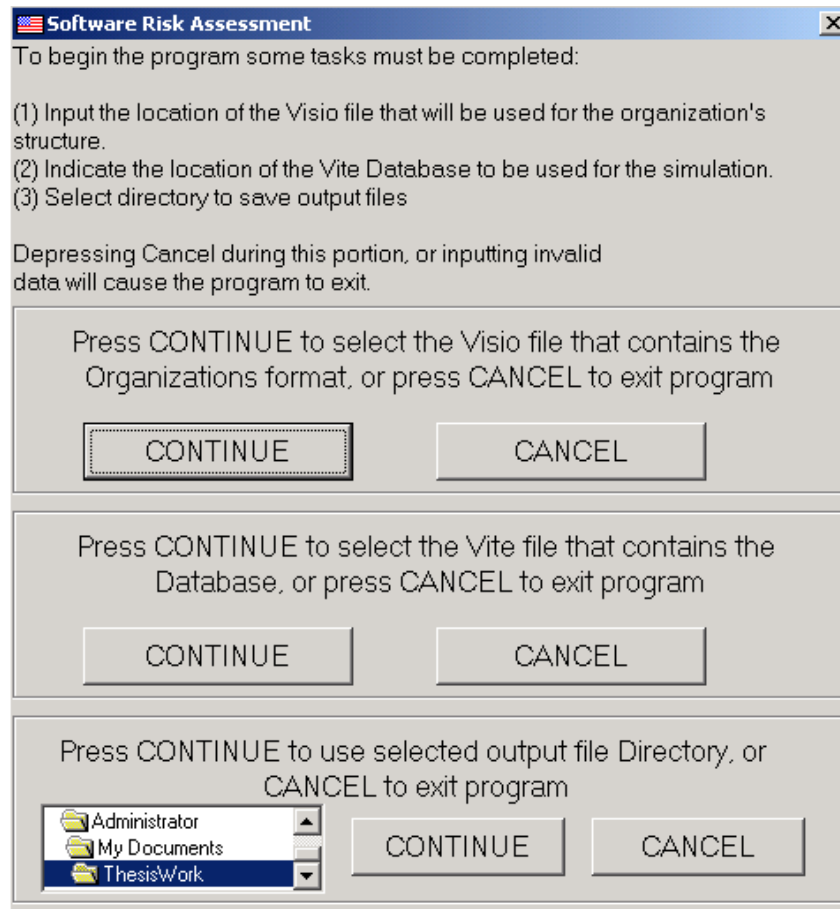 Software Risk Assessment
To begin the program some tasks must be completed:
(1) Input the location of the Visio file that will be used for the organization's
structure.
(2) Indicate the location of the Vite Database to be used for the simulation.
(3) Select directory to save output files
Depressing Cancel during this portion, or inputting invalid
data will cause the program to exit.
Press CONTINUE to select the Visio file that contains the
Organizations format, or press CANCEL to exit program
CONTINUE CANCEL
Press CONTINUE to select the Vite file that contains the
Database, or press CANCEL to exit program
CONTINUE CANCEL
Press CONTINUE to use selected output file Directory, or
CANCEL to exit program
Administrator
My Documents
ThesisWork
CONTINUE CANCEL